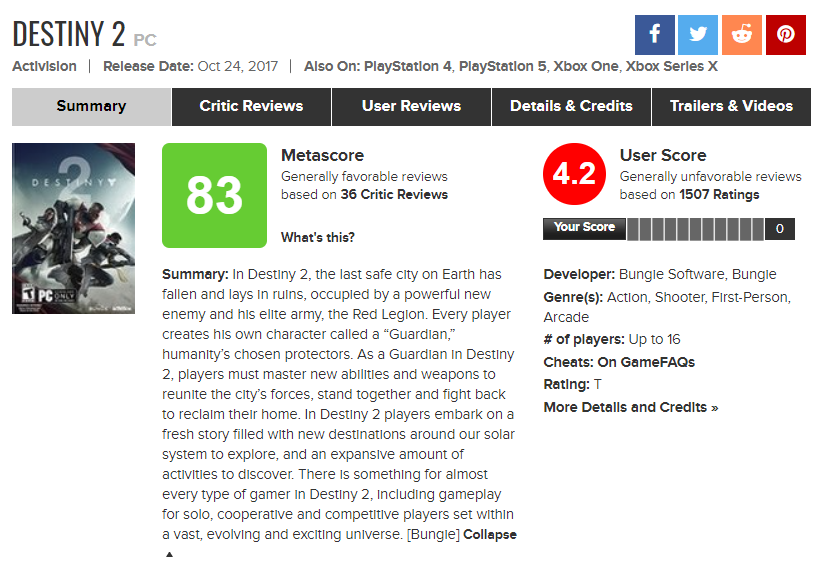 DESTINY 2 PC
Activision | Release Date: Oct 24, 2017 | Also On: PlayStation 4, PlayStation 5, Xbox One, Xbox Series X
Summary
Critic Reviews
User Reviews
Details & Credits
Trailers & Videos
2
DESTINY
PC
ONLY
BUNGIE
ACTIVISION
83
Metascore
Generally favorable reviews
based on 36 Critic Reviews
What's this?
4.2
User Score
Generally unfavorable reviews
based on 1507 Ratings
Your Score
0
Summary: In Destiny 2, the last safe city on Earth has
fallen and lays in ruins, occupied by a powerful new
enemy and his elite army, the Red Legion. Every player
creates his own character called a “Guardian,”
humanity’s chosen protectors. As a Guardian in Destiny
2, players must master new abilities and weapons to
reunite the city’s forces, stand together and fight back
to reclaim their home. In Destiny 2 players embark on a
fresh story filled with new destinations around our solar
system to explore, and an expansive amount of
activities to discover. There is something for almost
every type of gamer in Destiny 2, including gameplay
for solo, cooperative and competitive players set within
a vast, evolving and exciting universe. [Bungie] Collapse
Developer: Bungie Software, Bungie
Genre(s): Action, Shooter, First-Person,
Arcade
# of players: Up to 16
Cheats: On GameFAQs
Rating: T
More Details and Credits »